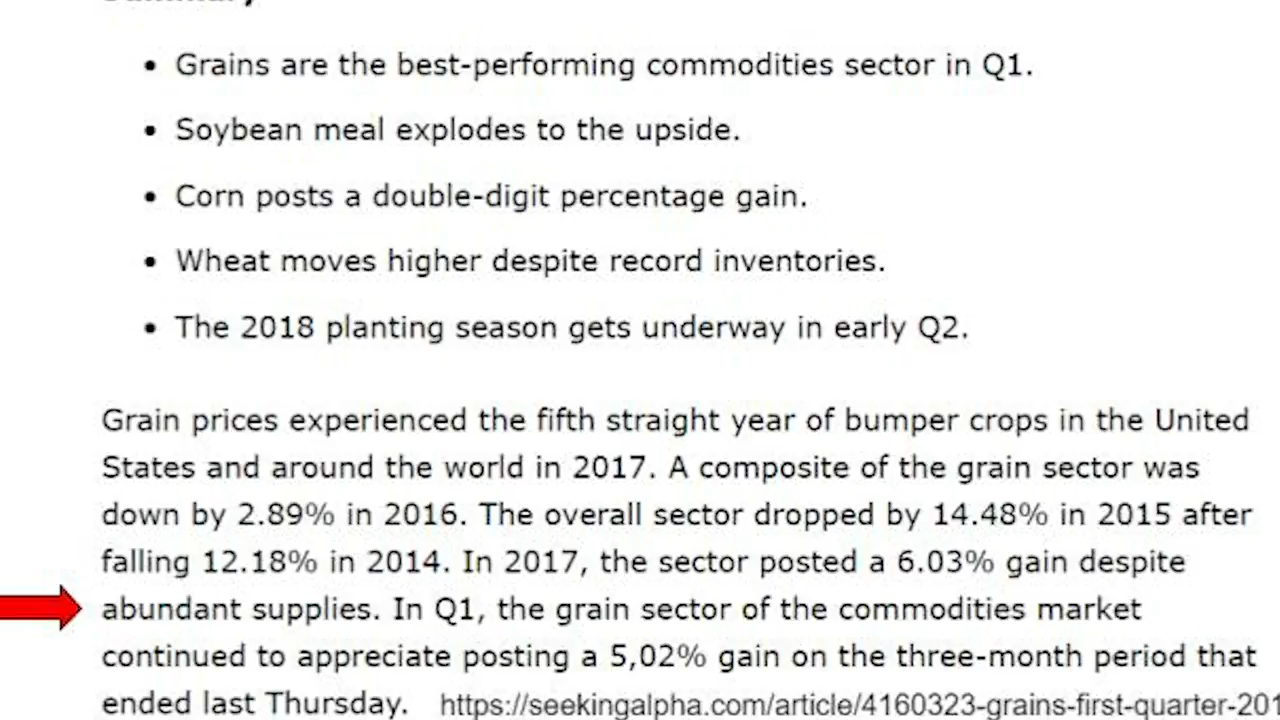 • Grains are the best-performing commodities sector in Q1.
• Soybean meal explodes to the upside.
• Corn posts a double-digit percentage gain.
• Wheat moves higher despite record inventories.
• The 2018 planting season gets underway in early Q2.
Grain prices experienced the fifth straight year of bumper crops in the United
States and around the world in 2017. A composite of the grain sector was
down by 2.89% in 2016. The overall sector dropped by 14.48% in 2015 after
falling 12.18% in 2014. In 2017, the sector posted a 6.03% gain despite
abundant supplies. In Q1, the grain sector of the commodities market
continued to appreciate posting a 5,02% gain on the three-month period that
ended last Thursday. https://seekingalpha.com/article/4160323-grains-first-quarter-201